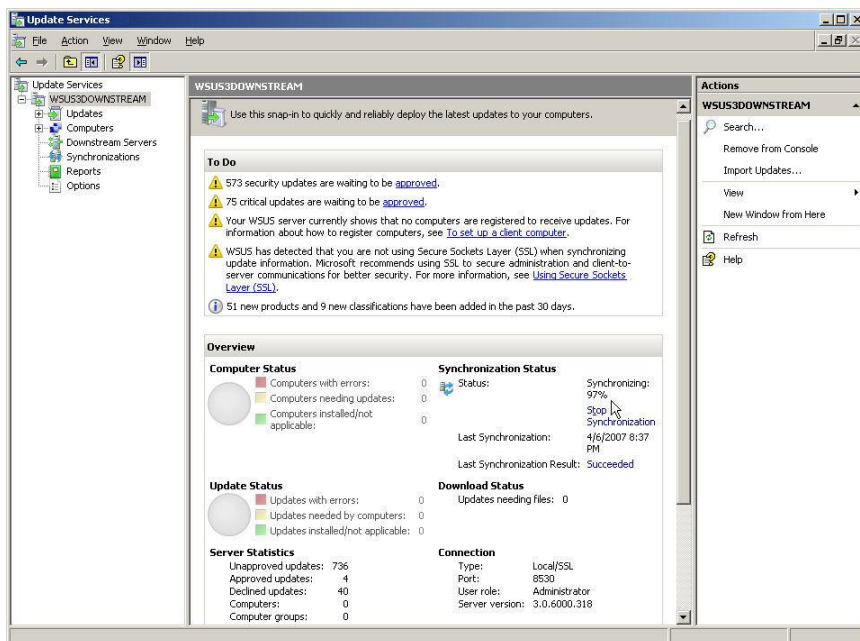 Update Services
File Action View Window Help
Update Services
WSUS3DOWNSTREAM
Updates
Computers
Downstream Servers
Synchronizations
Reports
Options
WSUS3DOWNSTREAM
Use this snap-in to quickly and reliably deploy the latest updates to your computers.
To Do
573 security updates are waiting to be approved.
75 critical updates are waiting to be approved.
Your WSUS server currently shows that no computers are registered to receive updates. For
information about how to register computers, see To set up a client computer.
WSUS has detected that you are not using Secure Sockets Layer (SSL) when synchronizing
update information. Microsoft recommends using SSL to secure administration and client-to-
server communications for better security. For more information, see Using Secure Sockets
Layer (SSL).
51 new products and 9 new classifications have been added in the past 30 days.
Overview
Computer Status
Computers with errors: 0
Computers needing updates: 0
Computers installed/not
applicable: 0
Synchronization Status
Status: Synchronizing:
97%
Stop
Synchronization
Last Synchronization: 4/6/2007 8:37
PM
Last Synchronization Result: Succeeded
Update Status
Updates with errors: 0
Updates needed by computers: 0
Updates installed/not applicable: 0
Download Status
Updates needing files: 0
Server Statistics
Unapproved updates: 736
Approved updates: 4
Declined updates: 40
Computers: 0
Computer groups: 0
Connection
Type: Local/SSL
Port: 8530
User role: Administrator
Server version: 3.0.6000.318
Actions
WSUS3DOWNSTREAM
Search...
Remove from Console
Import Updates...
View
New Window from Here
Refresh
Help